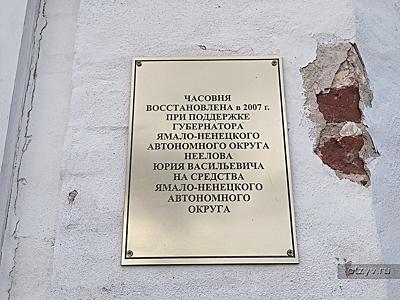 ЧАСОВНЯ
ВОССТАНОВЛЕНА в 2007 г.
ПРИ ПОДДЕРЖКЕ
ГУБЕРНАТОРА
ЯМАЛО-НЕНЕЦКОГО
АВТОНОМНОГО ОКРУГА
НЕЕЛОВА
ЮРИЯ ВАСИЛЬЕВИЧА
НА СРЕДСТВА
ЯМАЛО-НЕНЕЦКОГО
АВТОНОМНОГО
ОКРУГА
otzyv.ru